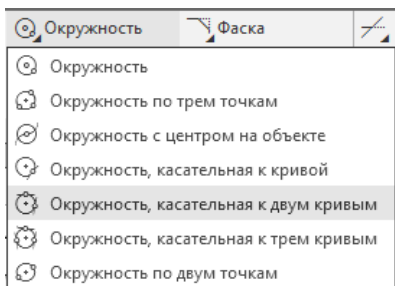 Окружность Фаска
Окружность
Окружность по трем точкам
Окружность с центром на объекте
Окружность, касательная к кривой
Окружность, касательная к двум кривым
Окружность, касательная к трем кривым
Окружность по двум точкам